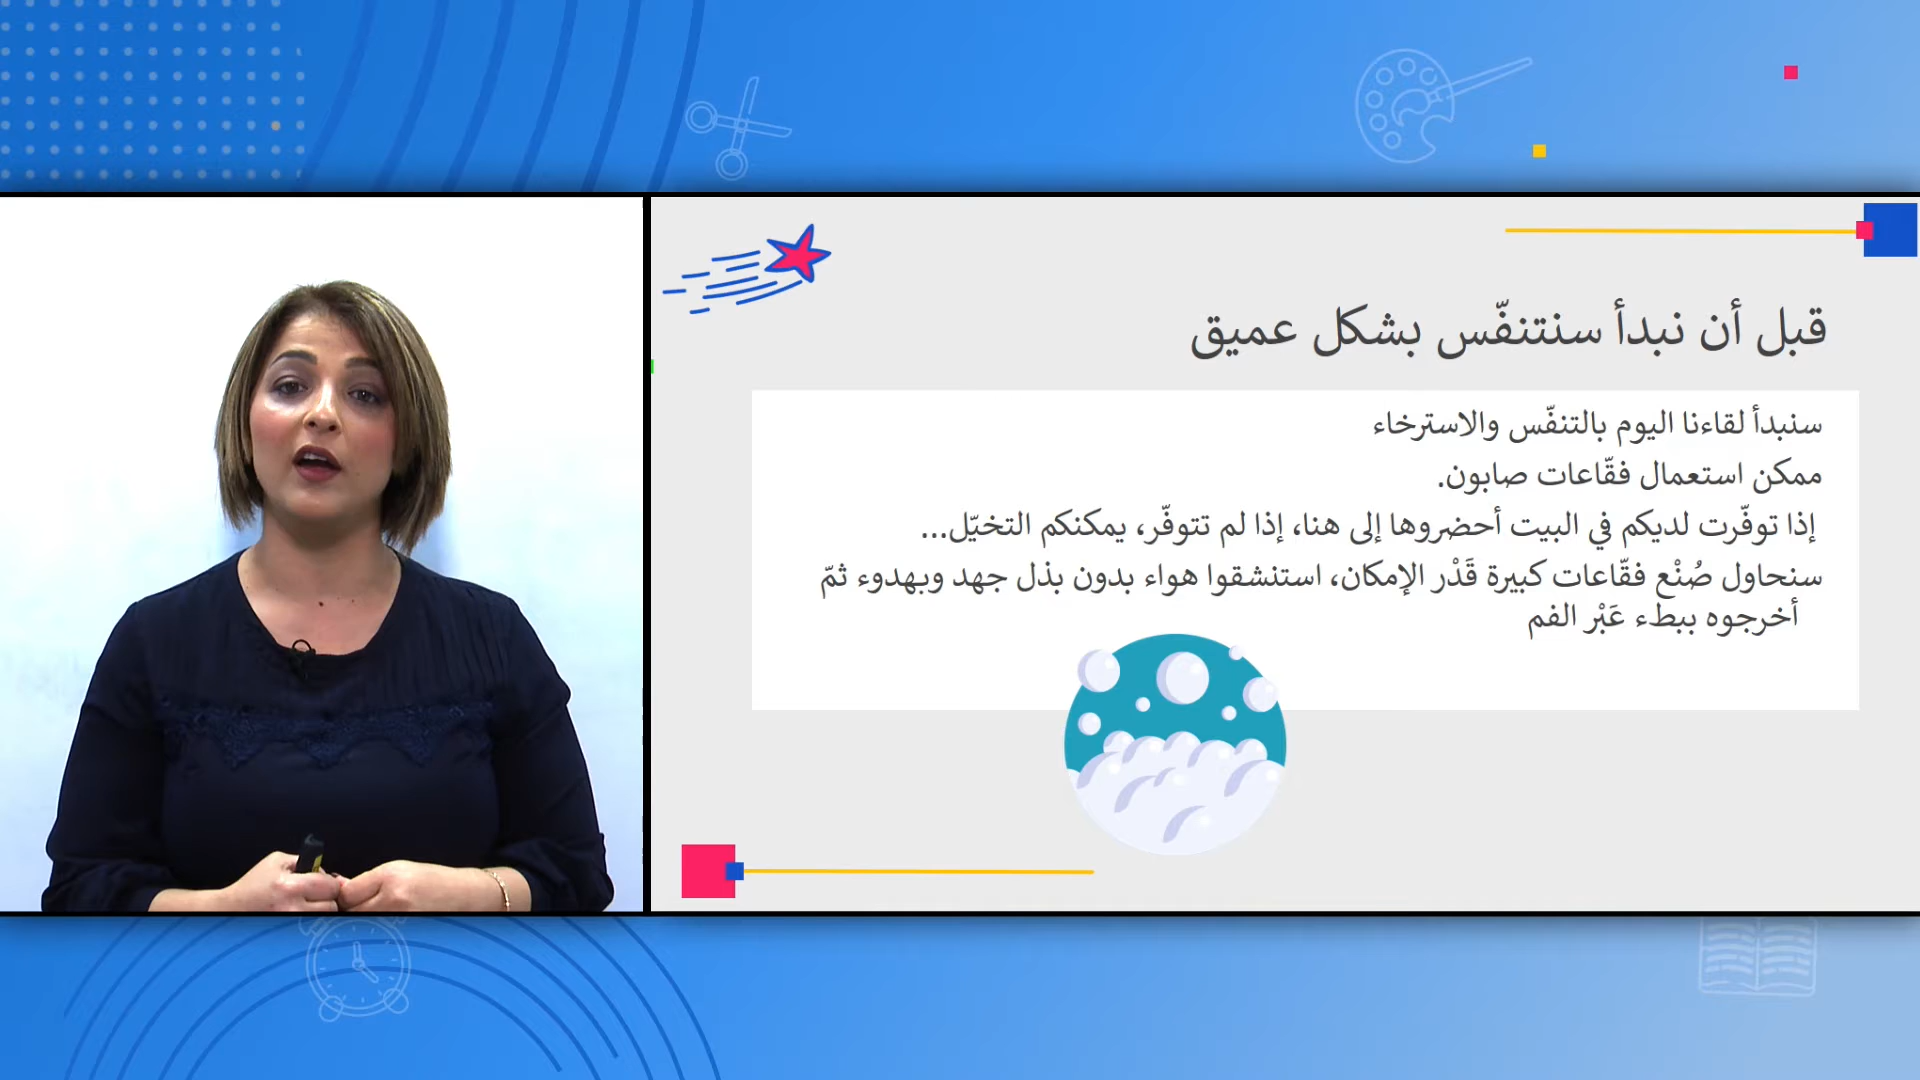 قبل أن نبدأ سنتنفّس بشكل عميق
سنبدأ لقاءنا اليوم بالتنفّس والاسترخاء
ممكن استعمال فقّاعات صابون.
إذا توفّرت لديكم في البيت أحضروها إلى هنا، إذا لم تتوفّر، يمكنكم التخيّل...
سنحاول صُنْع فقّاعات كبيرة قَدْر الإمكان، استنشقوا هواء بدون بذل جهد وبهدوء ثمّ
أخرجوه ببطء عَبْر الفم